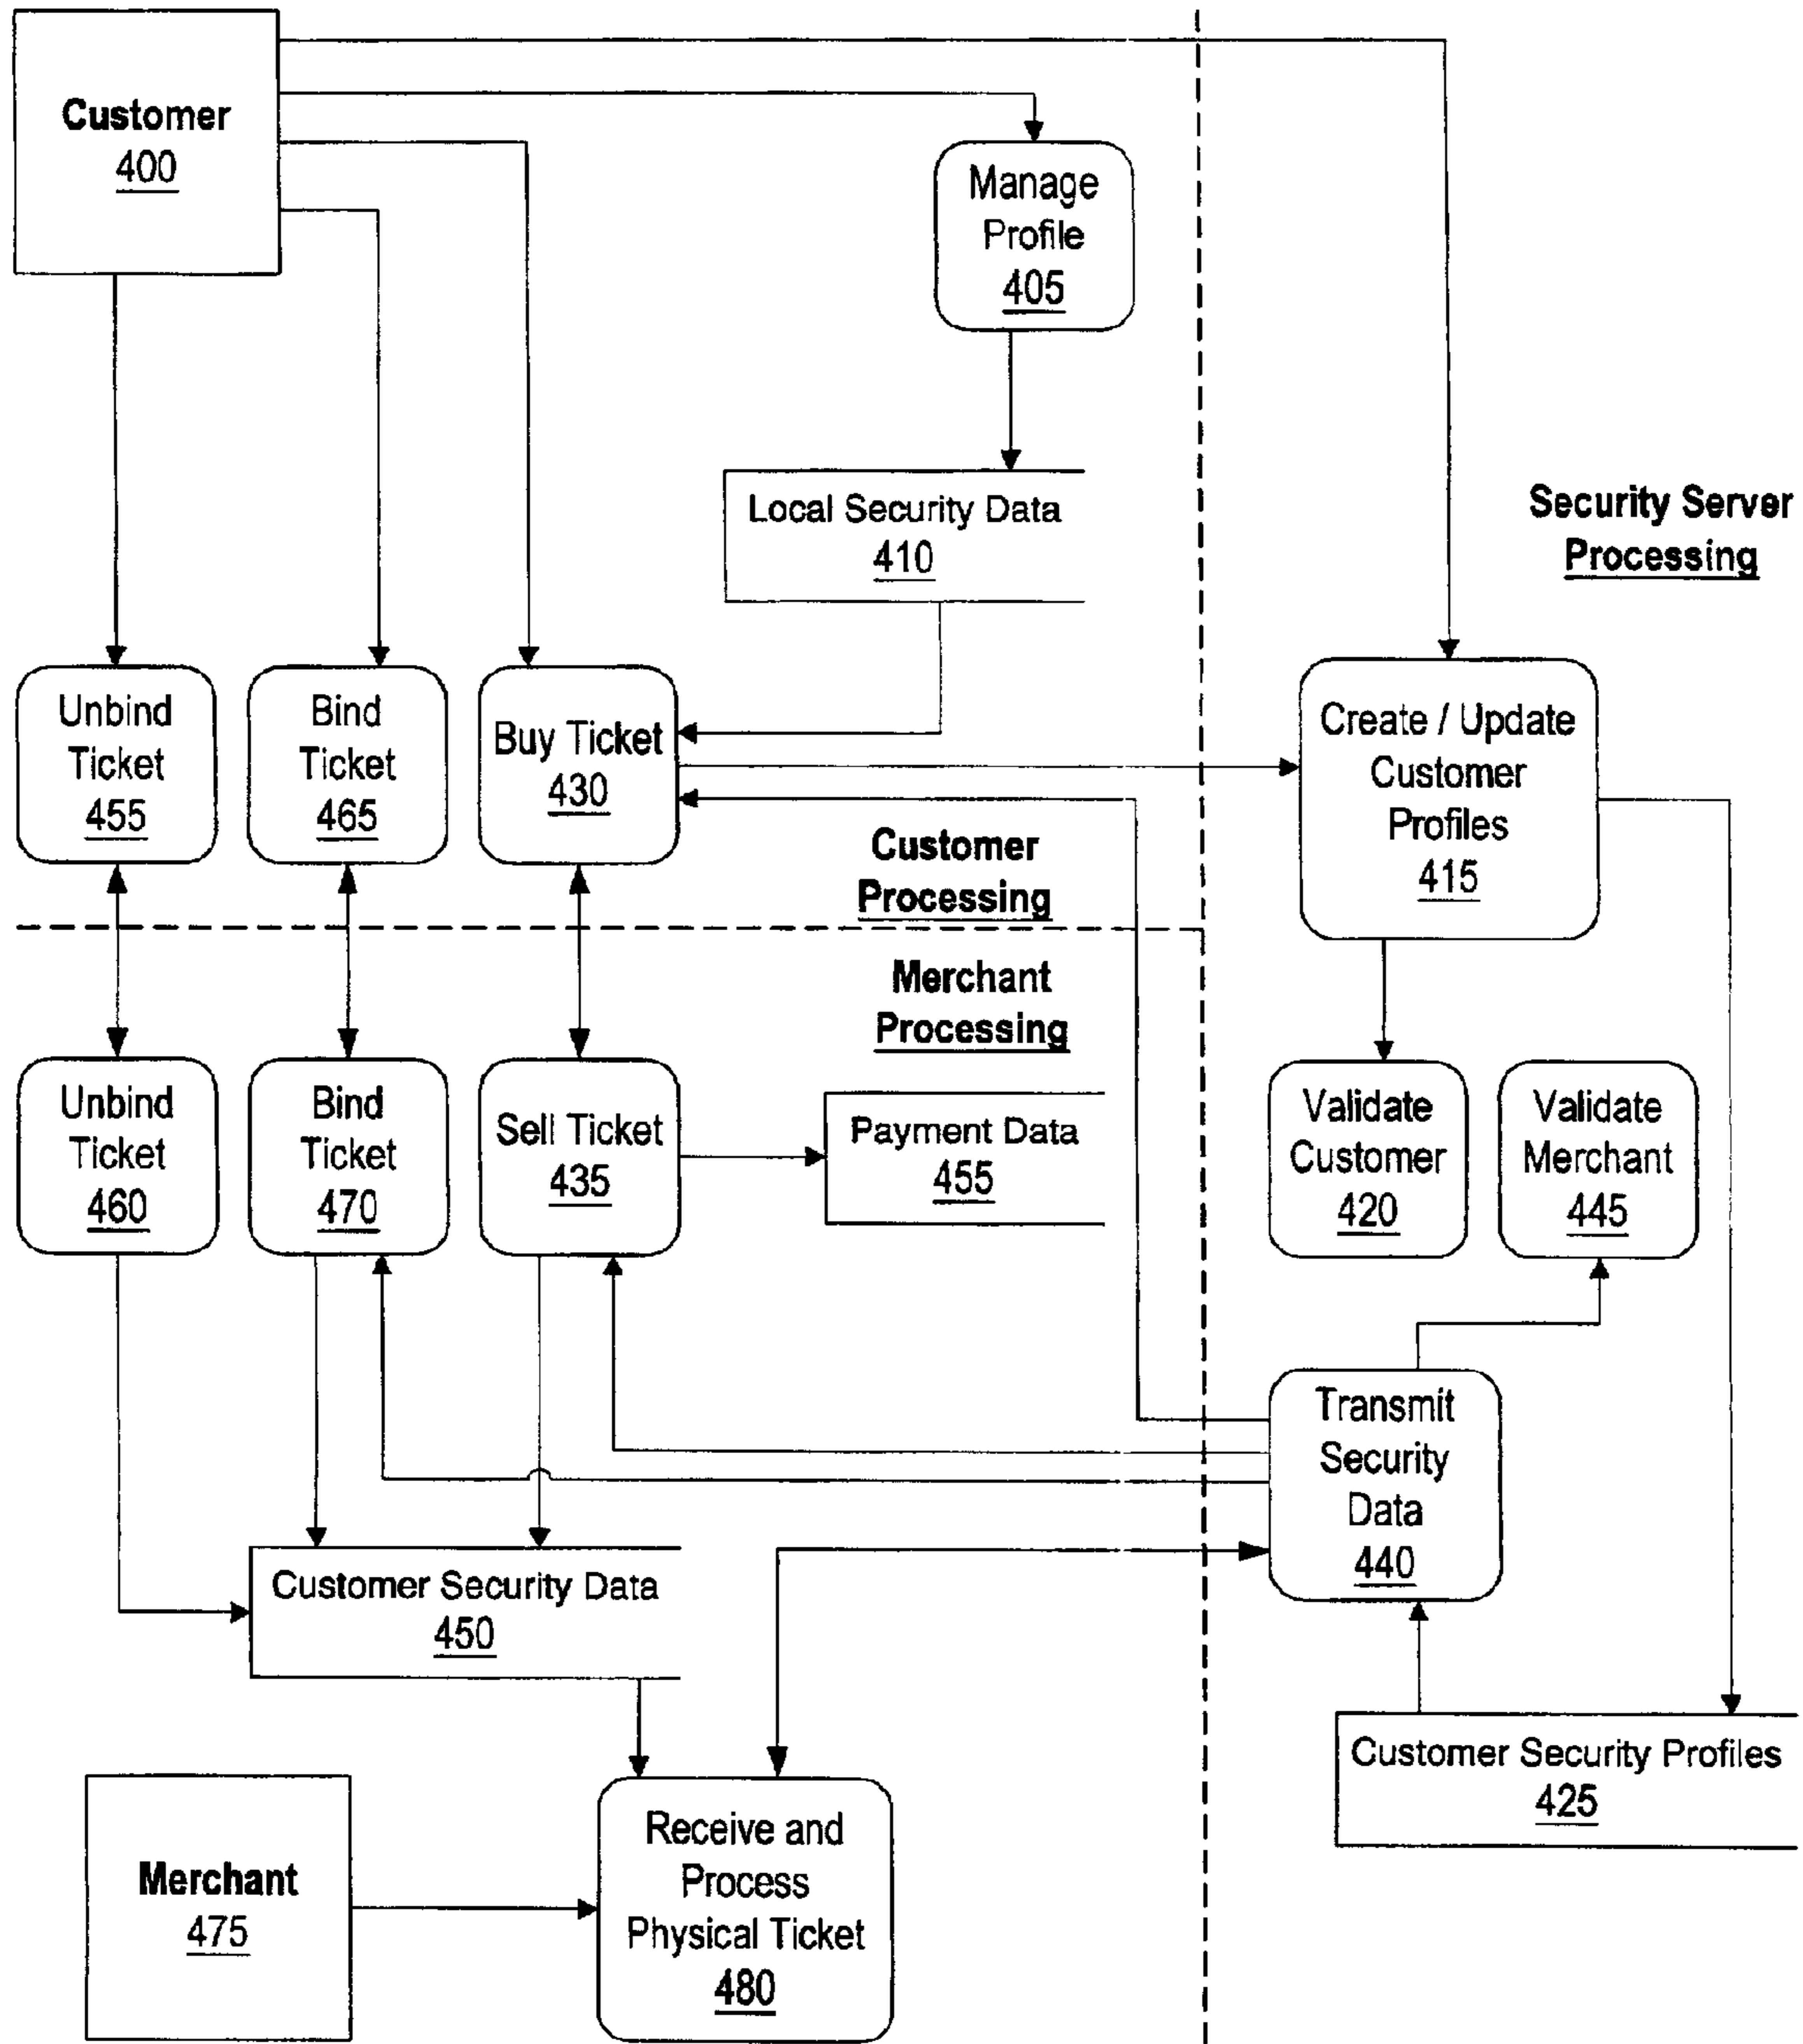 Customer
400
Manage
Profile
405
Local Security Data
410
Security Server
Processing
Unbind
Ticket
455
Bind
Ticket
465
Buy Ticket
430
Create / Update
Customer
Profiles
415
Customer
Processing
Merchant
Processing
Unbind
Ticket
460
Bind
Ticket
470
Sell Ticket
435
Payment Data
455
Validate
Customer
420
Validate
Merchant
445
Transmit
Security
Data
440
Customer Security Data
450
Customer Security Profiles
425
Merchant
475
Receive and
Process
Physical Ticket
480